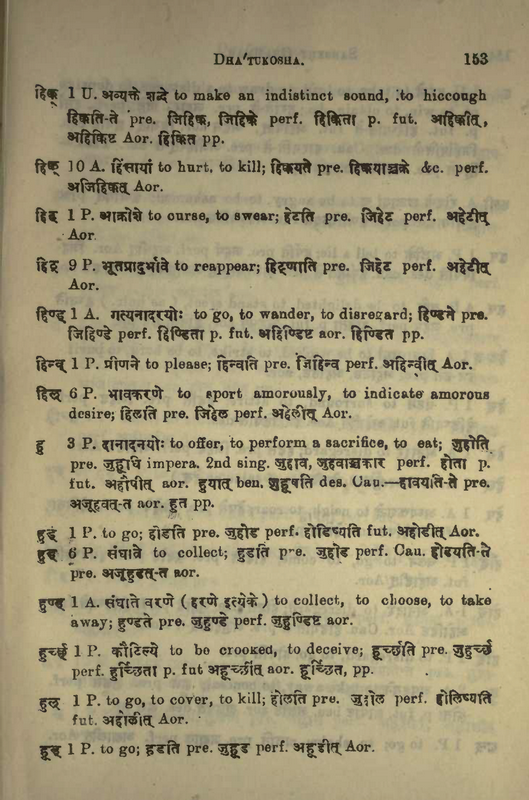 DHA'TUKOSHA. 153
हिक् 1 U. अव्यक्ते शब्दे to make an indistinct sound, to hiccough
हिक्कति-ते pre. जिहिक्क, जिहिक्के perf. हिक्किता p. fut. अहिक्कीत्,
अहिक्किष्ट Aor. हिक्कित pp.
हिक्क् 10 A. हिंसायां to hurt, to kill; हिक्कयते pre. हिक्कयाञ्चक्रे &c. perf.
अजिहिक्कत् Aor.
हिट् 1 P. आक्रोशे to curse, to swear; हेटति pre. जिहेट perf. अहेटीत्
Aor.
हिट् 9 P. भूतप्रादुर्भावे to reappear; हिट्णाति pre. जिहेट perf. अहेटीत्
Aor.
हिण्ड् 1 A. गत्यनादरयोः to go, to wander, to disregard; हिण्डते pre.
जिहिण्डे perf. हिण्डिता p. fut. अहिण्डिष्ट aor. हिण्डित pp.
हिन्व् 1 P. प्रीणने to please; हिन्वति pre. जिहिन्व perf. अहिन्वीत् Aor.
हिल् 6 P. भावकरणे to sport amorously, to indicate amorous
desire; हिलति pre. जिहेल perf. अहेलीत् Aor.
हु 3 P. दानादनयोः to offer, to perform a sacrifice, to eat; जुहोति
pre. जुहुधि impera. 2nd sing. जुहाव, जुहवाञ्चकार perf. होता p.
fut. अहौषीत् aor. हूयात् ben. जुहूषति des. Cau.—हावयति-ते pre.
अजूहवत्-त aor. हुत pp.
हुड् 1 P. to go; होडति pre. जुहोड perf. होडिष्यति fut. अहोडीत् Aor.
हुड् 6 P. संघाते to collect; हुडति pre. जुहोड perf. Cau. होडयति-ते
pre. अजूहुडत्-त aor.
हुण्ड् 1 A. संघाते वरणे ( हरणे इत्येके ) to collect, to choose, to take
away; हुण्डते pre. जुहुण्डे perf. अहुण्डिष्ट aor.
हुर्च्छ् 1 P. कौटिल्ये to be crooked, to deceive; हूर्च्छति pre. जुहूर्च्छ
perf. हूर्च्छिता p. fut अहूर्च्छीत् aor. हूर्च्छित, pp.
हुल् 1 P. to go, to cover, to kill; होलति pre. जुहोल perf. होलिष्यति
fut. अहोलीत् Aor.
हूड् 1 P. to go; हूडति pre. जुहूड perf. अहूडीत् Aor.